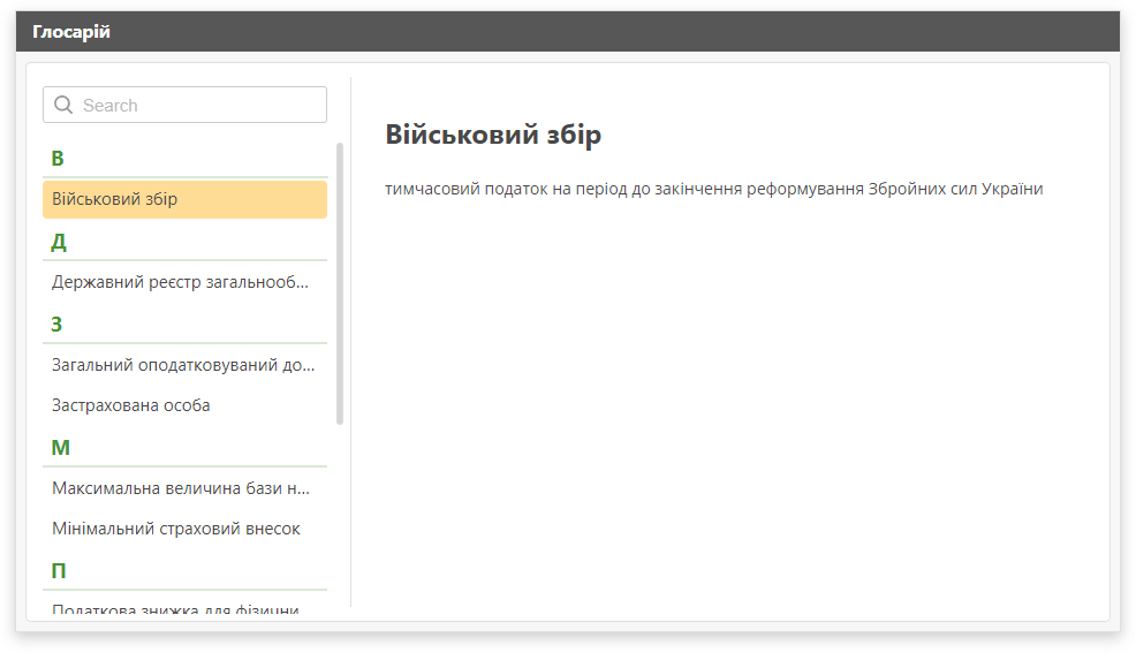 Глосарій
Search
В
Військовий збір
Д
Державний реєстр загальнооб...
З
Загальний оподатковуваний до...
Застрахована особа
М
Максимальна величина бази н...
Мінімальний страховий внесок
П
Податкова знижка для фізични
Військовий збір
тимчасовий податок на період до закінчення реформування Збройних сил України